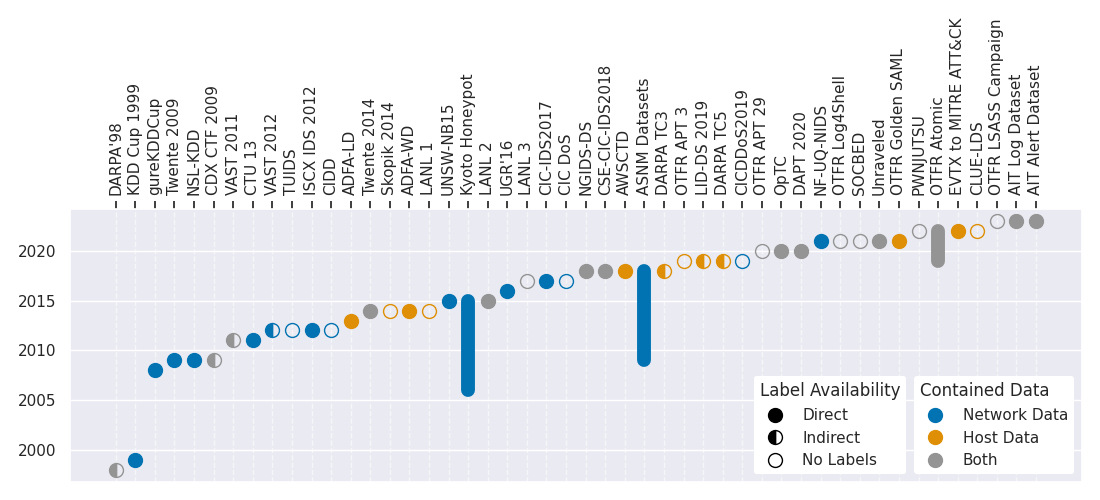 DARPA'98
KDD Cup 1999
gureKDDCup
Twente 2009
NSL-KDD
CDX CTF 2009
VAST 2011
CTU 13
VAST 2012
TUIDS
ISCX IDS 2012
CIDD
ADFA-LD
Twente 2014
Skopik 2014
ADFA-WD
LANL 1
UNSW-NB15
Kyoto Honeypot
LANL 2
UGR'16
LANL 3
CIC-IDS2017
CIC DoS
NGIDS-DS
CSE-CIC-IDS2018
AWSCTD
ASNM Datasets
DARPA TC3
OTFR APT 3
LID-DS 2019
DARPA TC5
CICDDoS2019
OTFR APT 29
OpTC
DAPT 2020
NF-UQ-NIDS
OTFR Log4Shell
SOCBED
Unraveled
OTFR Golden SAML
PWNJUTSU
OTFR Atomic
EVTX to MITRE ATT&CK
CLUE-LDS
OTFR LSASS Campaign
AIT Log Dataset
AIT Alert Dataset
2020
2015
2010
2005
2000
Label Availability
Direct
Indirect
No Labels
Contained Data
Network Data
Host Data
Both